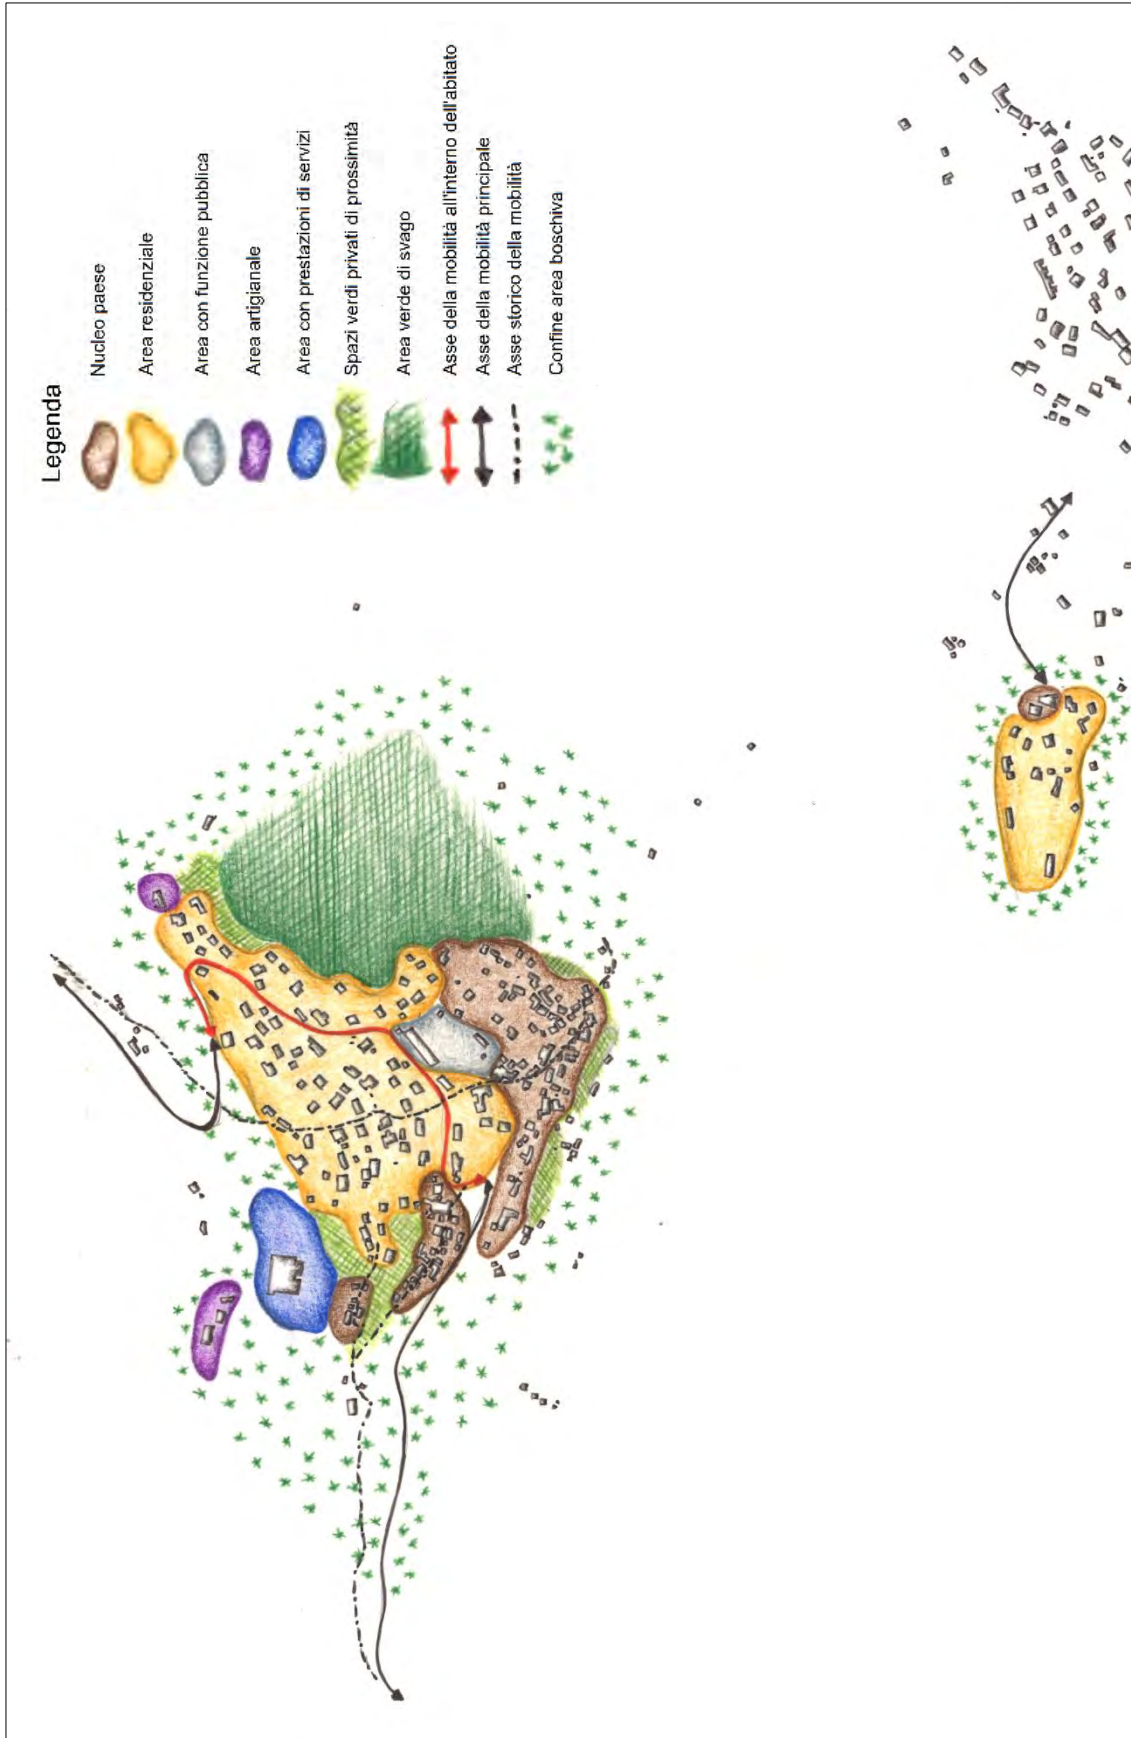 Legenda
Nucleo paese
Area residenziale
Area con funzione pubblica
Area artigianale
Area con prestazioni di servizi
Spazi verdi privati di prossimità
Area verde di svago
Asse della mobilità all'interno dell'abitato
Asse della mobilità principale
Asse storico della mobilità
Confine area boschiva